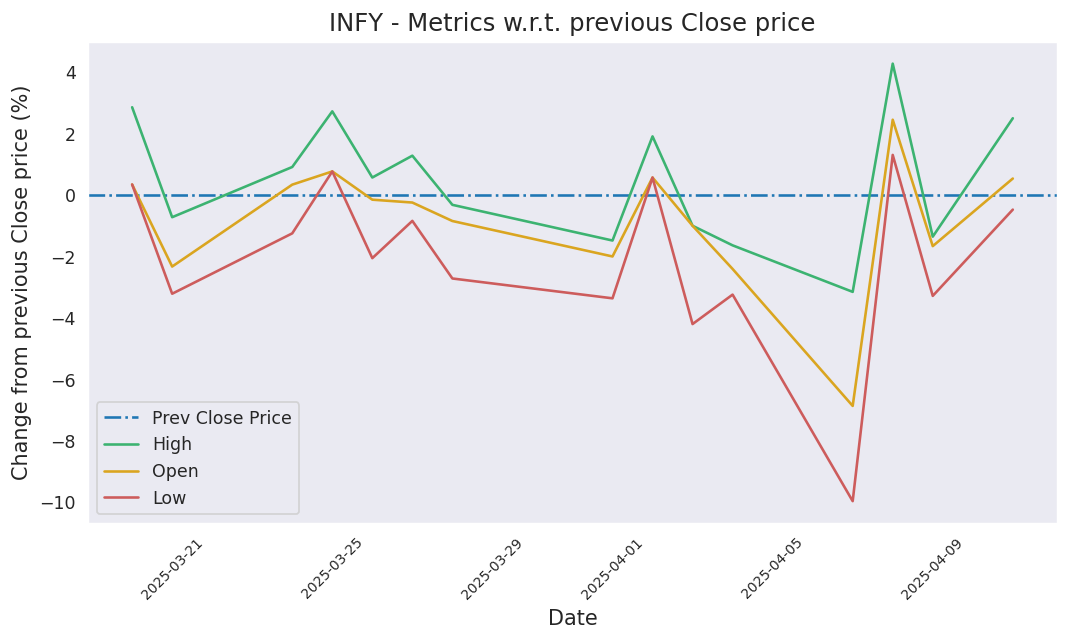 INFY - Metrics w.r.t. previous Close price
Change from previous Close price (%)
4
2
0
−2
−4
−6
−8
−10
Prev Close Price
High
Open
Low
2025-03-21
2025-03-25
2025-03-29
2025-04-01
2025-04-05
2025-04-09
Date